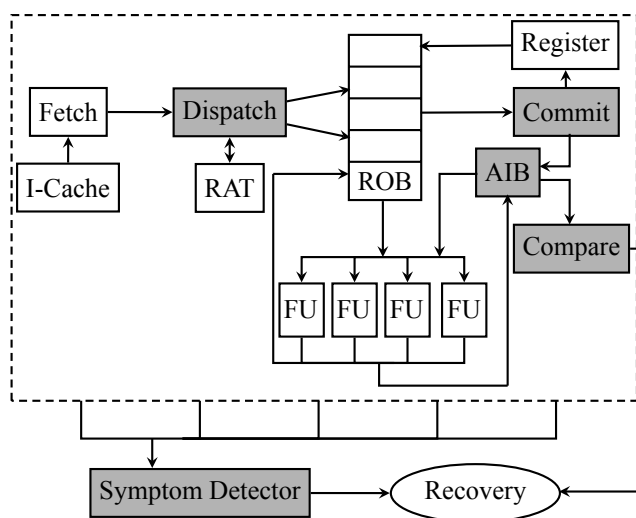 Register
Fetch
Dispatch
Commit
I-Cache
RAT
ROB
AIB
Compare
FU
FU
FU
FU
Symptom Detector
Recovery